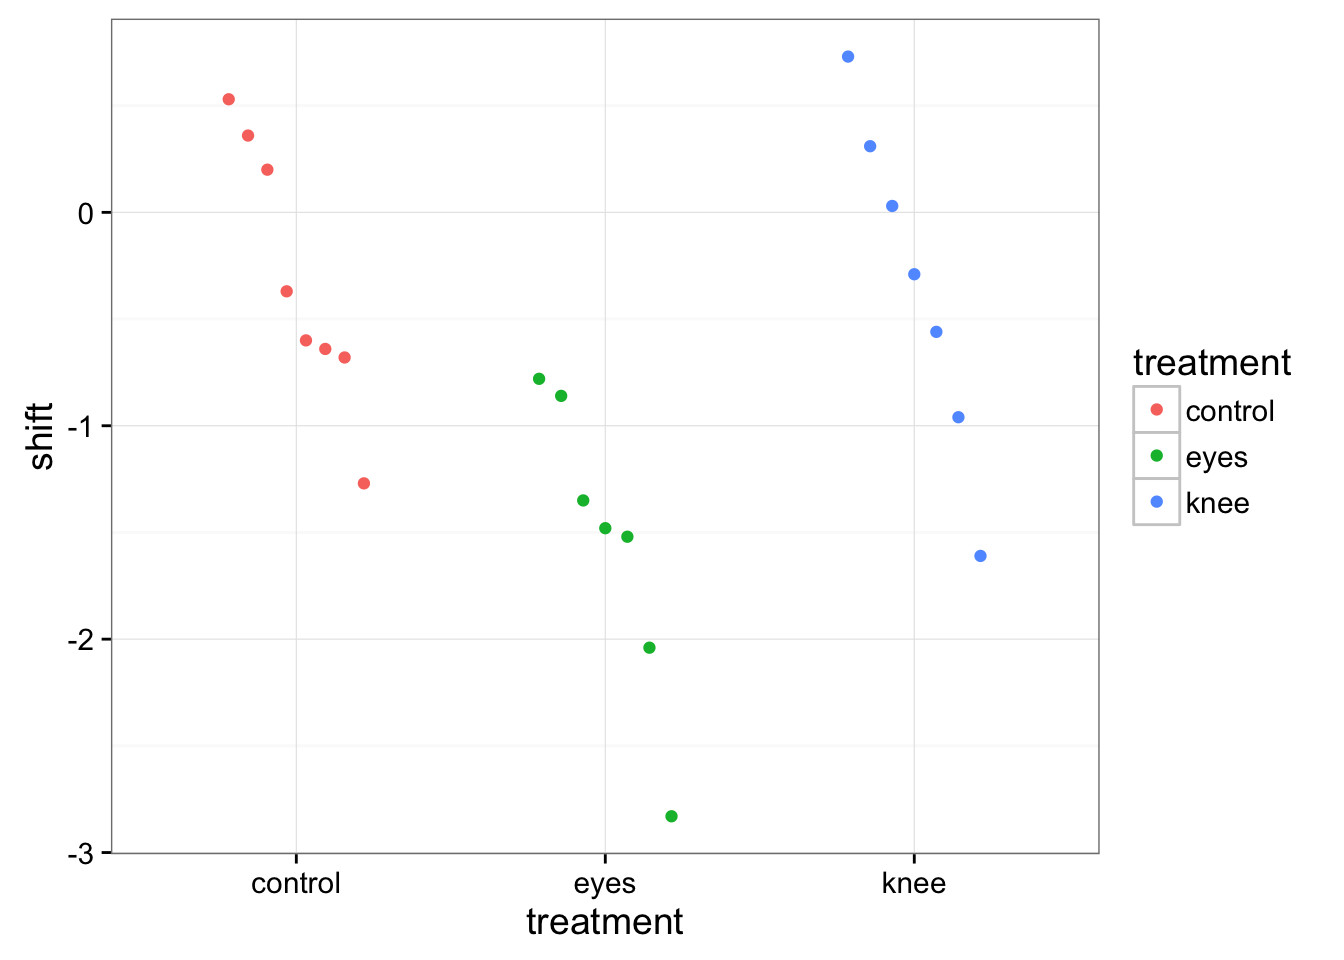 shift
0
-1
-2
-3
control eyes knee
treatment
treatment
control
eyes
knee